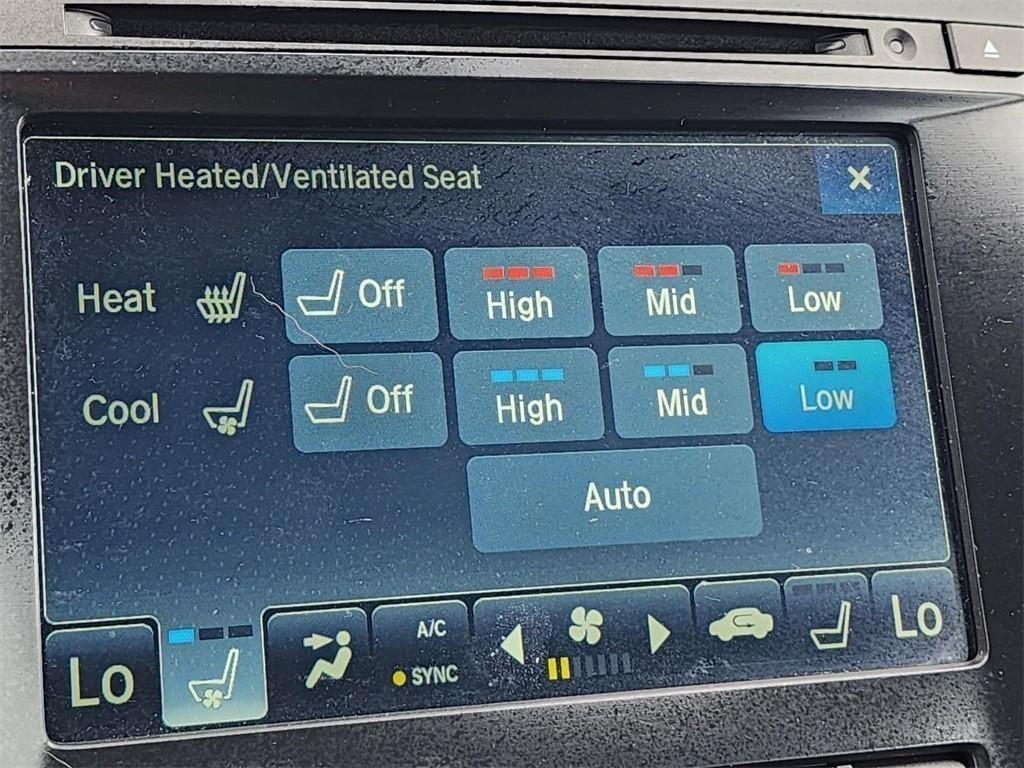 Driver Heated/Ventilated Seat
Heat Off High Mid Low
Cool Off High Mid Low
Auto
Lo A/C Lo
SYNC